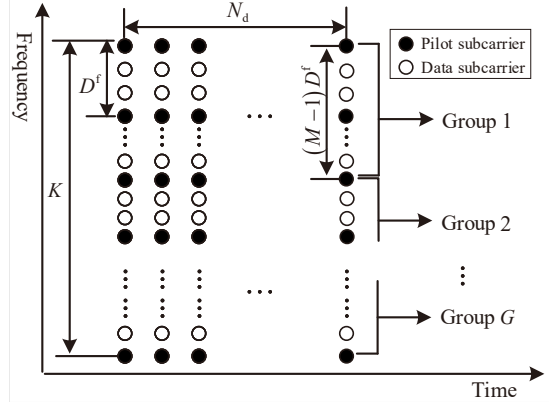 N_d
Pilot subcarrier
Data subcarrier
Frequency
D^f
(M − 1)D^f
Group 1
K
Group 2
Group G
Time